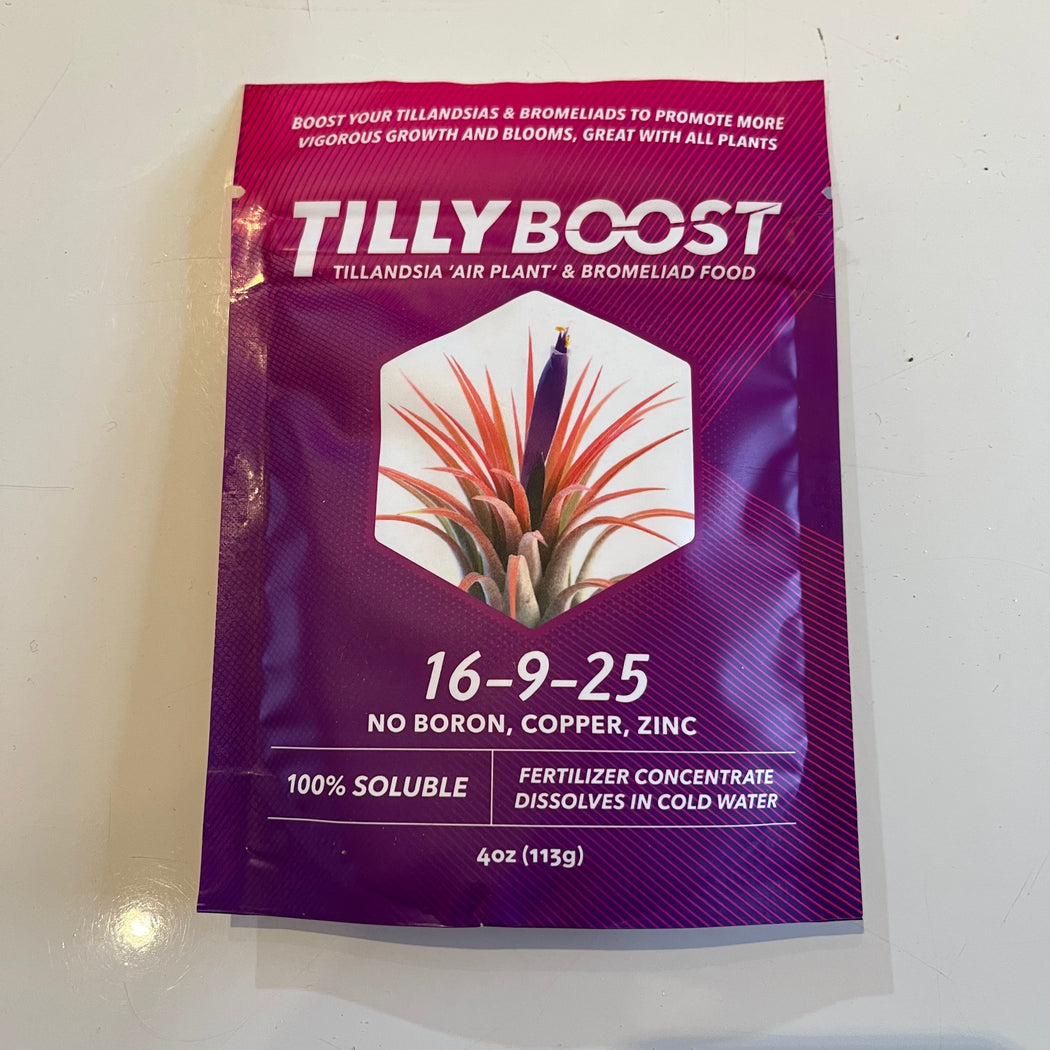 BOOST YOUR TILLANDSIAS & BROMELIADS TO PROMOTE MORE
VIGOROUS GROWTH AND BLOOMS, GREAT WITH ALL PLANTS
TILLYBOOST
TILLANDSIA 'AIR PLANT' & BROMELIAD FOOD
16-9-25
NO BORON, COPPER, ZINC
100% SOLUBLE
FERTILIZER CONCENTRATE
DISSOLVES IN COLD WATER
4oz (113g)